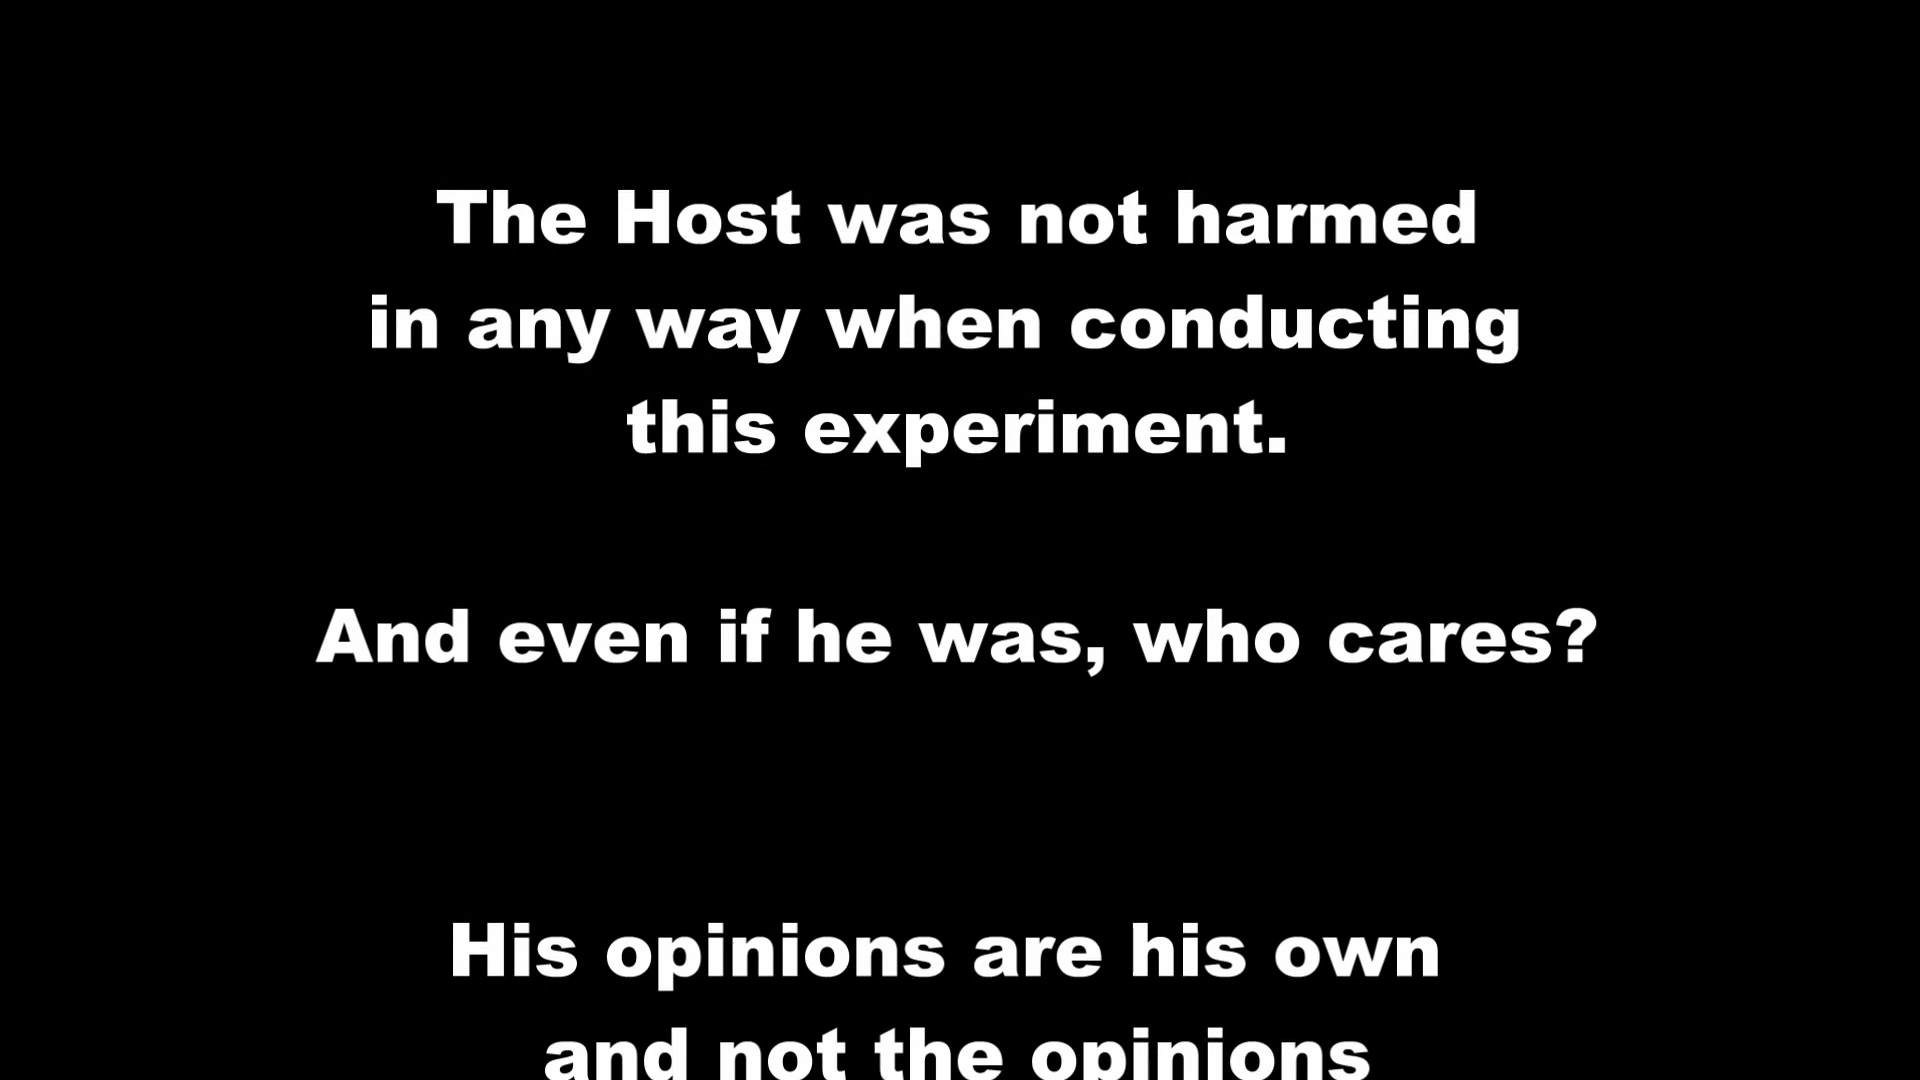 The Host was not harmed
in any way when conducting
this experiment.
And even if he was, who cares?
His opinions are his own
and not the opinions